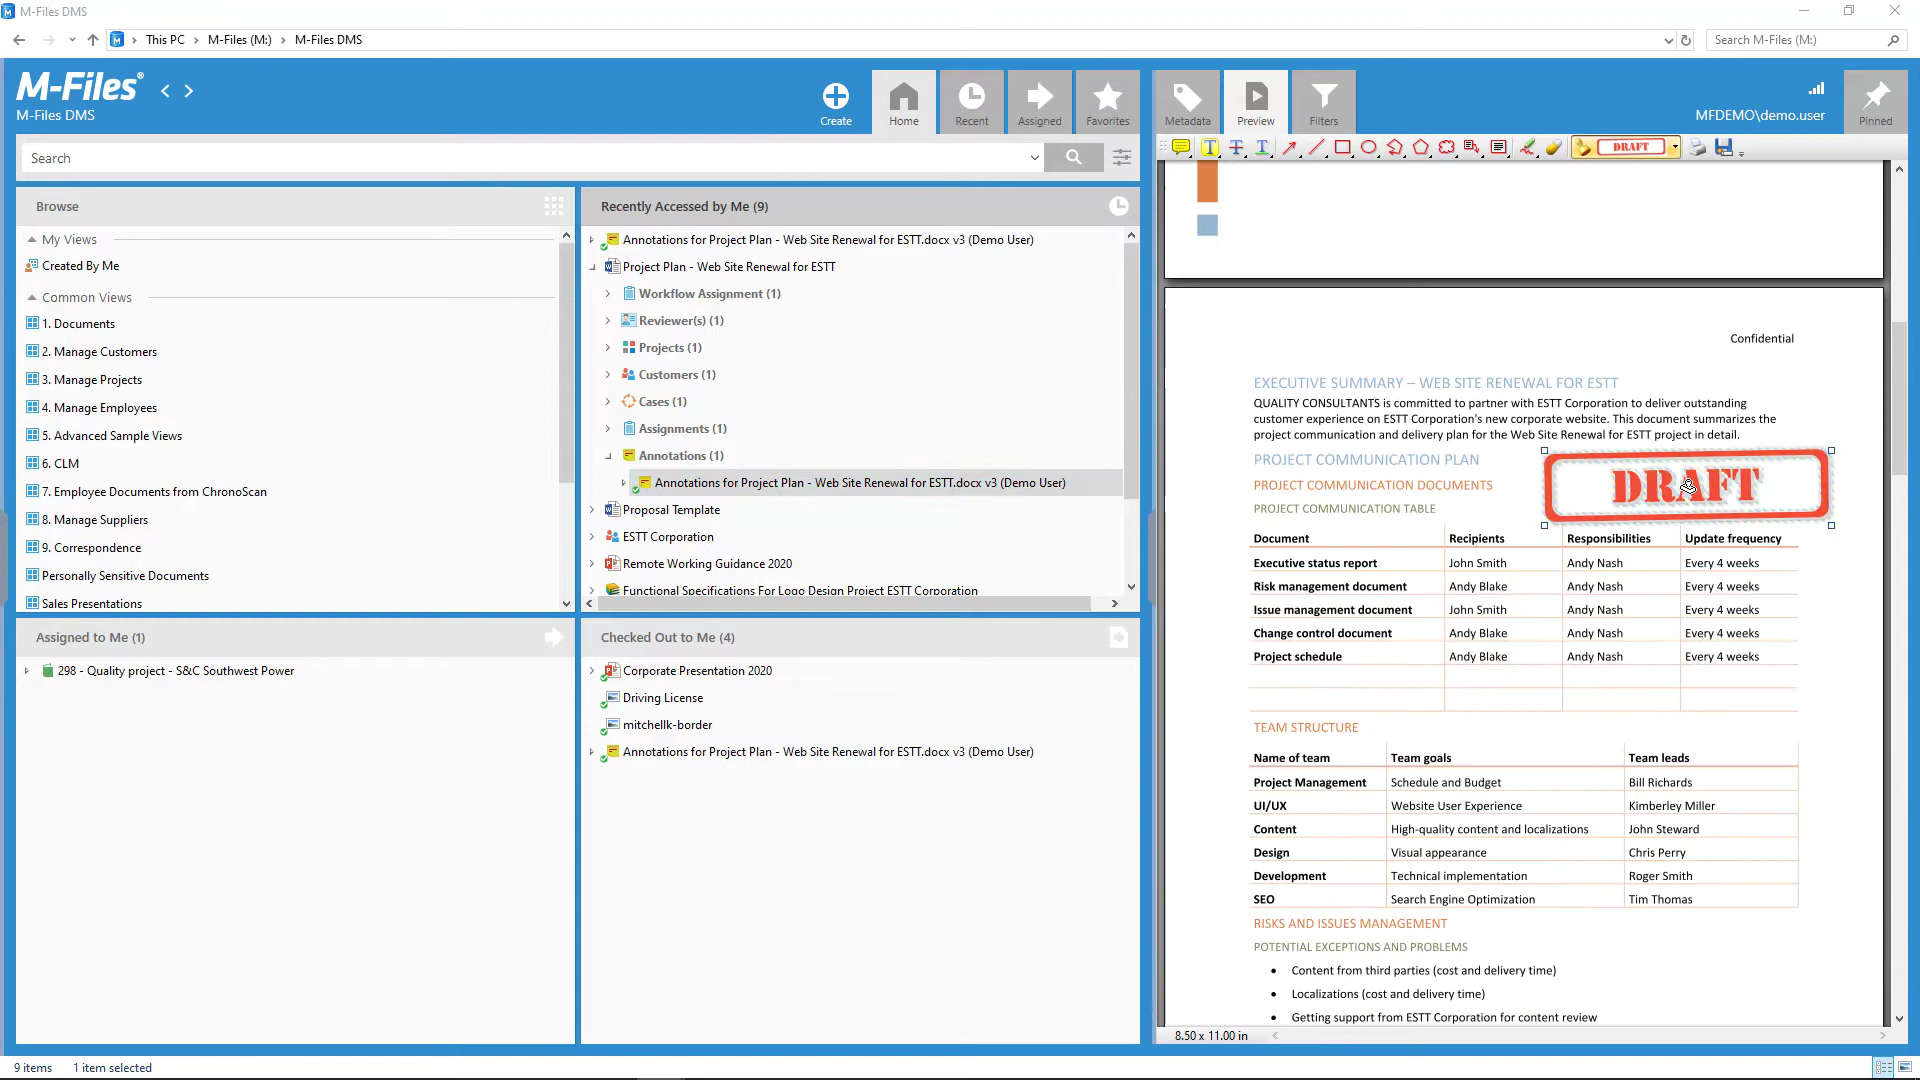 M-Files DMS
This PC > M-Files (M:) > M-Files DMS
Search M-Files (M:)
M-Files®
M-Files DMS
Create
Home
Recent
Assigned
Favorites
Metadata
Preview
Filters
MFDEMO\demo.user
Pinned
Search
DRAFT
Browse
My Views
Created By Me
Common Views
1. Documents
2. Manage Customers
3. Manage Projects
4. Manage Employees
5. Advanced Sample Views
6. CLM
7. Employee Documents from ChronoScan
8. Manage Suppliers
9. Correspondence
Personally Sensitive Documents
Sales Presentations
Recently Accessed by Me (9)
Annotations for Project Plan - Web Site Renewal for ESTT.docx v3 (Demo User)
Project Plan - Web Site Renewal for ESTT
Workflow Assignment (1)
Reviewer(s) (1)
Projects (1)
Customers (1)
Cases (1)
Assignments (1)
Annotations (1)
Annotations for Project Plan - Web Site Renewal for ESTT.docx v3 (Demo User)
Proposal Template
ESTT Corporation
Remote Working Guidance 2020
Functional Specifications For Logo Design Project ESTT Corporation
Assigned to Me (1)
298 - Quality project - S&C Southwest Power
Checked Out to Me (4)
Corporate Presentation 2020
Driving License
mitchellk-border
Annotations for Project Plan - Web Site Renewal for ESTT.docx v3 (Demo User)
Confidential
EXECUTIVE SUMMARY – WEB SITE RENEWAL FOR ESTT
QUALITY CONSULTANTS is committed to partner with ESTT Corporation to deliver outstanding
customer experience on ESTT Corporation's new corporate website. This document summarizes the
project communication and delivery plan for the Web Site Renewal for ESTT project in detail.
PROJECT COMMUNICATION PLAN
PROJECT COMMUNICATION DOCUMENTS
DRAFT
PROJECT COMMUNICATION TABLE
Document Recipients Responsibilities Update frequency
Executive status report John Smith Andy Nash Every 4 weeks
Risk management document Andy Blake Andy Nash Every 4 weeks
Issue management document John Smith Andy Nash Every 4 weeks
Change control document Andy Blake Andy Nash Every 4 weeks
Project schedule Andy Blake Andy Nash Every 4 weeks
TEAM STRUCTURE
Name of team Team goals Team leads
Project Management Schedule and Budget Bill Richards
UI/UX Website User Experience Kimberley Miller
Content High-quality content and localizations John Steward
Design Visual appearance Chris Perry
Development Technical implementation Roger Smith
SEO Search Engine Optimization Tim Thomas
RISKS AND ISSUES MANAGEMENT
POTENTIAL EXCEPTIONS AND PROBLEMS
• Content from third parties (cost and delivery time)
• Localizations (cost and delivery time)
• Getting support from ESTT Corporation for content review
8.50 x 11.00 in
9 items 1 item selected